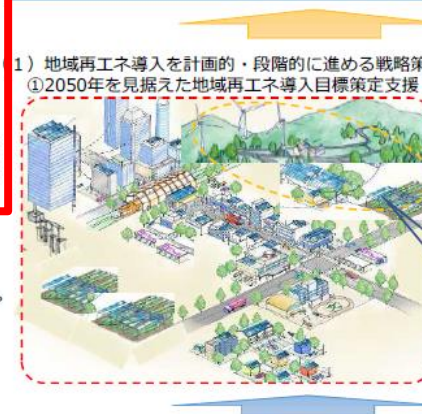 1）地域再エネ導入を計画的・段階的に進める戦略策
①2050年を見据えた地域再エネ導入目標策定支援